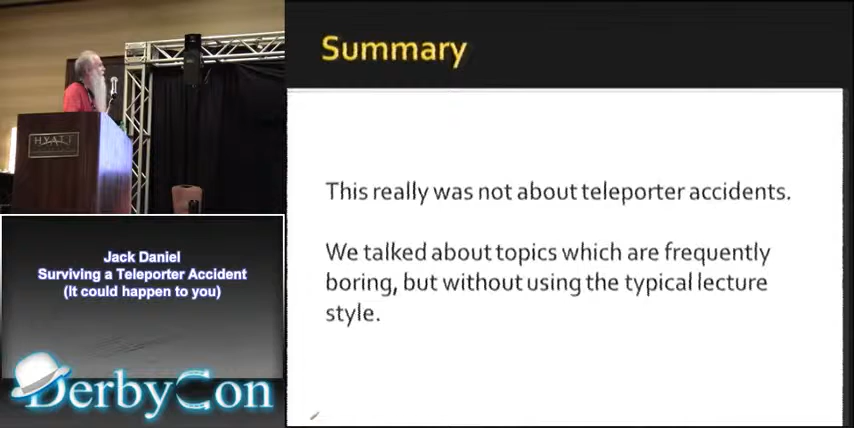 Summary
This really was not about teleporter accidents.
We talked about topics which are frequently
boring, but without using the typical lecture
style.
HYATT
Jack Daniel
Surviving a Teleporter Accident
(It could happen to you)
DerbyCon